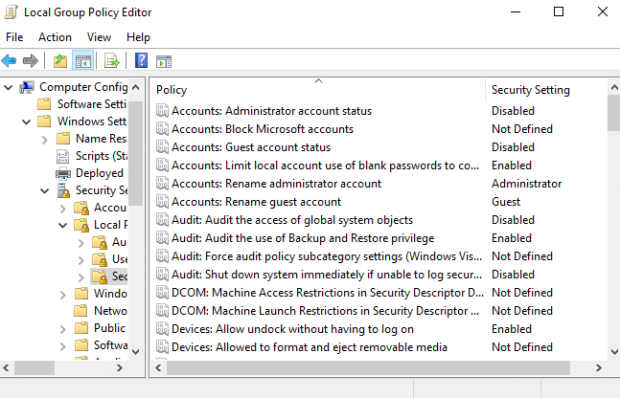 Local Group Policy Editor
File Action View Help
Computer Config
Software Setti
Windows Sett
Name Res
Scripts (Sta
Deployed
Security Se
Accou
Local P
Au
Use
Sec
Windo
Netwo
Public
Softwa
Policy Security Setting
Accounts: Administrator account status Disabled
Accounts: Block Microsoft accounts Not Defined
Accounts: Guest account status Disabled
Accounts: Limit local account use of blank passwords to co... Enabled
Accounts: Rename administrator account Administrator
Accounts: Rename guest account Guest
Audit: Audit the access of global system objects Disabled
Audit: Audit the use of Backup and Restore privilege Enabled
Audit: Force audit policy subcategory settings (Windows Vis... Not Defined
Audit: Shut down system immediately if unable to log secur... Disabled
DCOM: Machine Access Restrictions in Security Descriptor D... Not Defined
DCOM: Machine Launch Restrictions in Security Descriptor ... Not Defined
Devices: Allow undock without having to log on Enabled
Devices: Allowed to format and eject removable media Not Defined